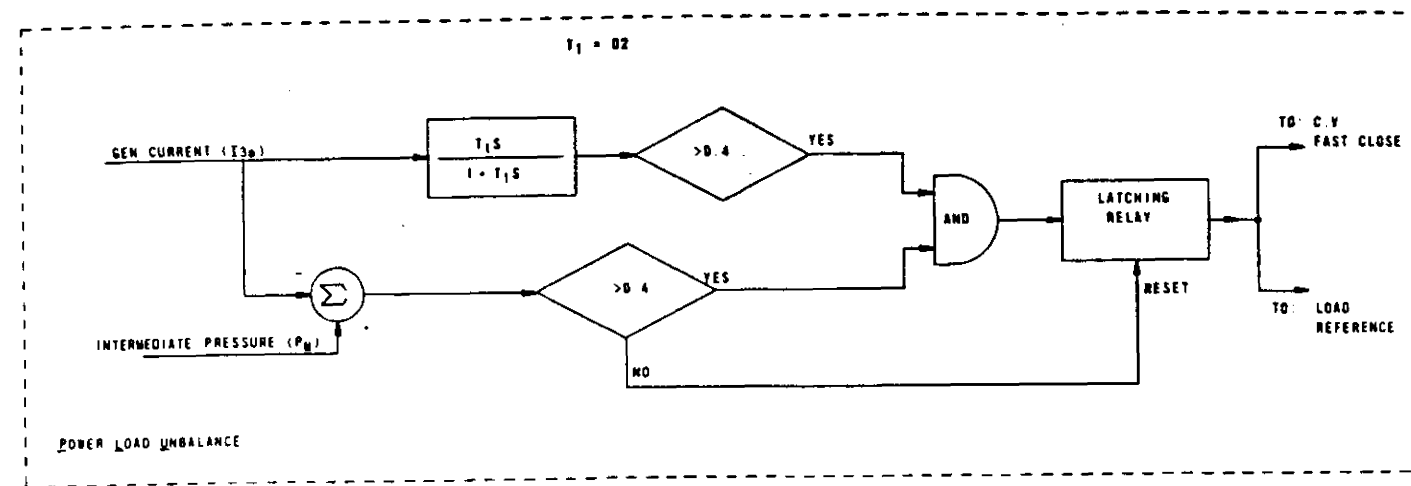 T1 = 02
GEN CURRENT (I3ø)
T1S
1 + T1S
>0.4
YES
TO: C.V
FAST CLOSE
AND
LATCHING
RELAY
-
Σ
>0.4
YES
RESET
TO: LOAD
REFERENCE
INTERMEDIATE PRESSURE (PM)
NO
POWER LOAD UNBALANCE